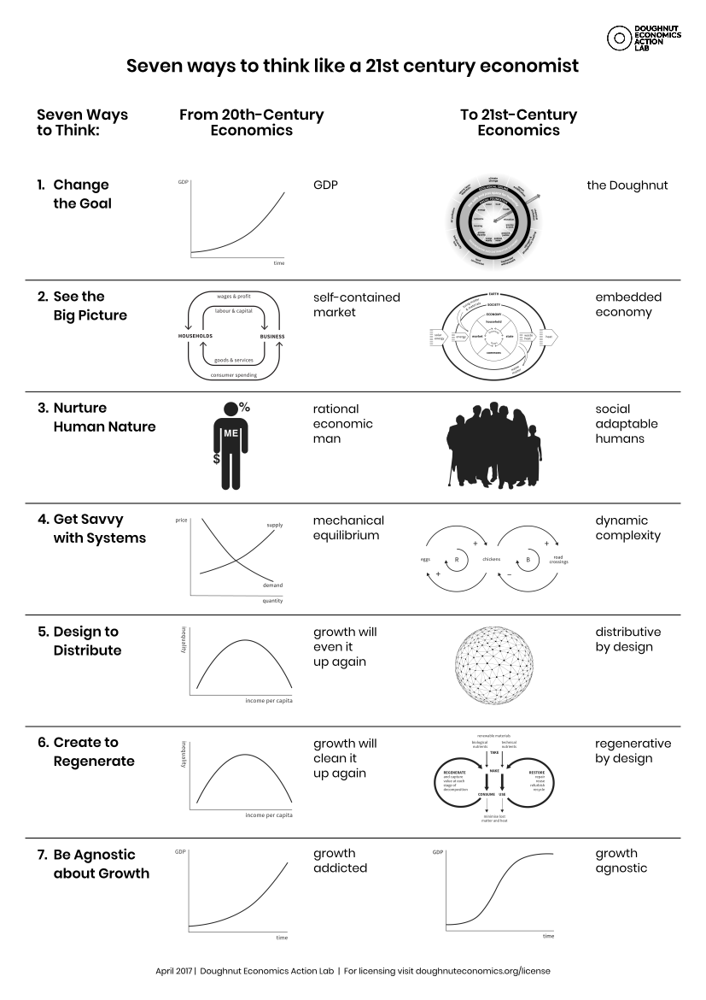 DOUGHNUT
ECONOMICS
ACTION
LAB
Seven ways to think like a 21st century economist
Seven Ways
to Think:
From 20th-Century
Economics
To 21st-Century
Economics
1. Change
the Goal
GDP
time
GDP
ECOLOGICAL CEILING
SOCIAL FOUNDATION
climate
change
the Doughnut
2. See the
Big Picture
wages & profit
labour & capital
HOUSEHOLDS
BUSINESS
goods & services
consumer spending
self-contained
market
EARTH
SOCIETY
ECONOMY
household
market
state
commons
solar
energy
energy
waste
heat
heat
embedded
economy
3. Nurture
Human Nature
%
ME
$
rational
economic
man
social
adaptable
humans
4. Get Savvy
with Systems
price
supply
demand
quantity
mechanical
equilibrium
eggs
+
R
+
chickens
+
B
−
road
crossings
dynamic
complexity
5. Design to
Distribute
inequality
income per capita
growth will
even it
up again
distributive
by design
6. Create to
Regenerate
inequality
income per capita
growth will
clean it
up again
renewable materials
biological
nutrients
technical
nutrients
TAKE
MAKE
CONSUME USE
REGENERATE
and capture
value at each
stage of
decomposition
RESTORE
repair
reuse
refurbish
recycle
minimise lost
matter and heat
regenerative
by design
7. Be Agnostic
about Growth
GDP
time
growth
addicted
GDP
time
growth
agnostic
April 2017 | Doughnut Economics Action Lab | For licensing visit doughnuteconomics.org/license